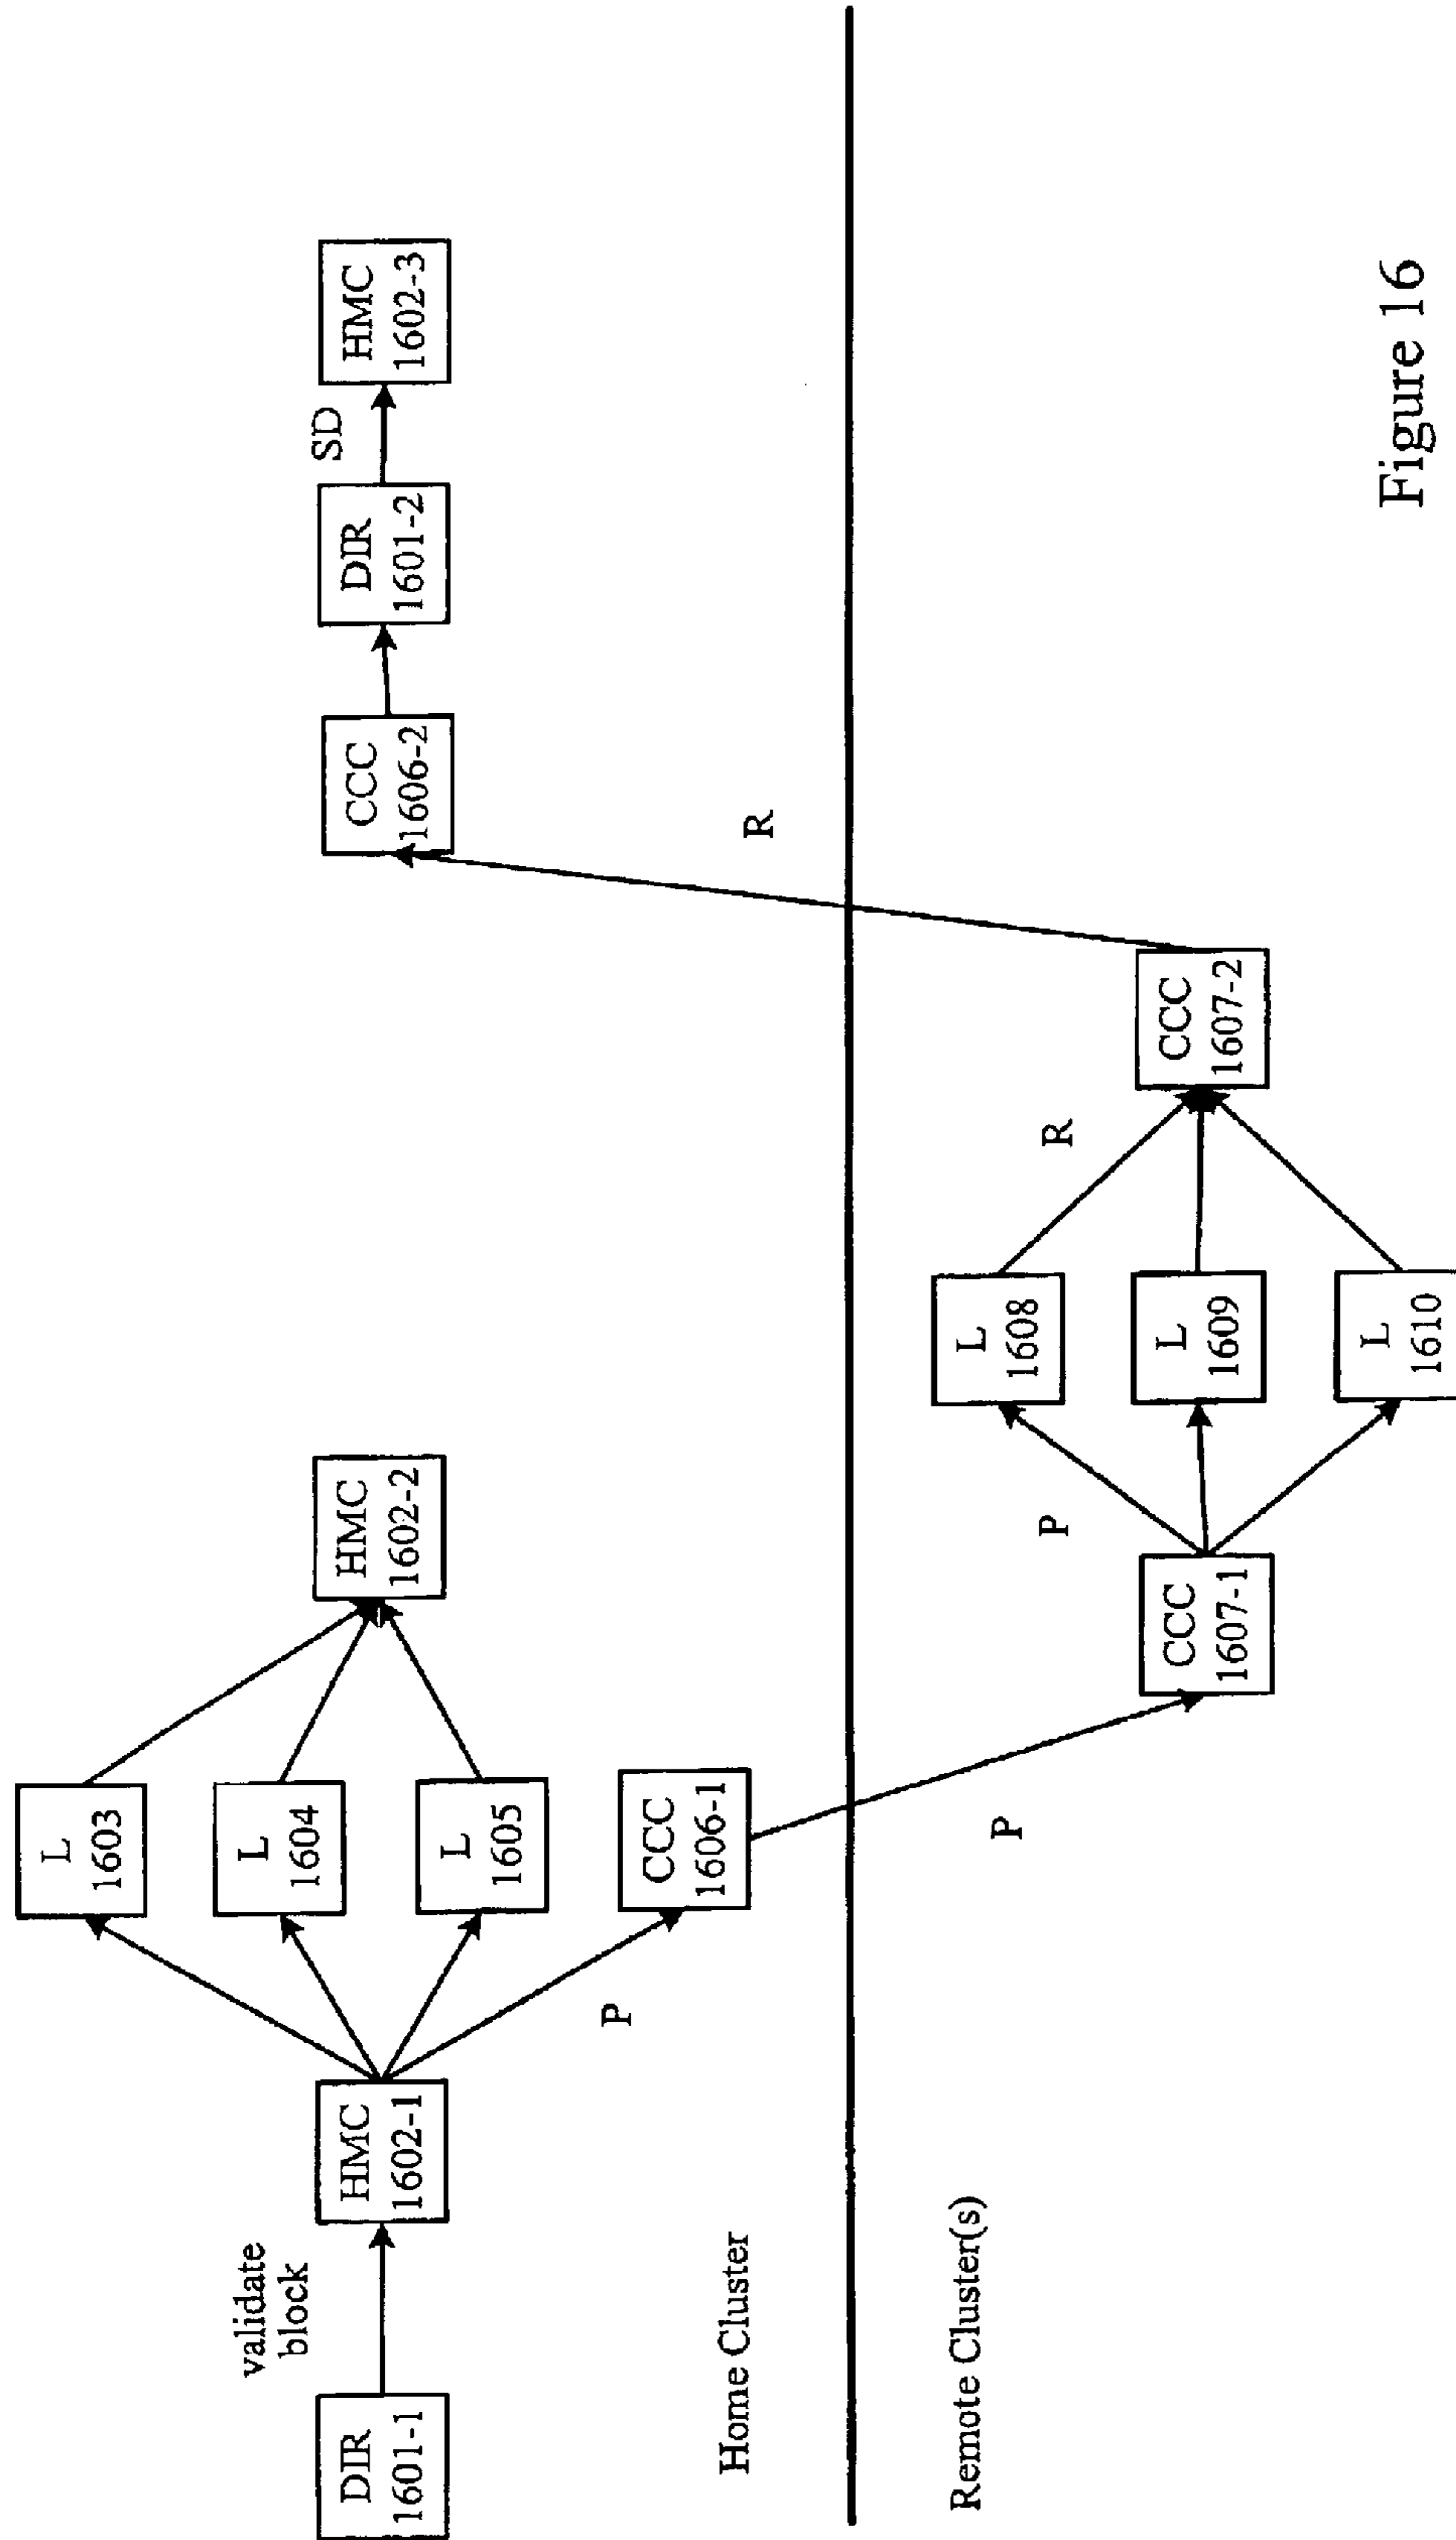 DIR
1601-1
validate
block
HMC
1602-1
P
L
1603
L
1604
L
1605
CCC
1606-1
HMC
1602-2
CCC
1606-2
DIR
1601-2
SD
HMC
1602-3
R
Home Cluster
Remote Cluster(s)
P
CCC
1607-1
P
L
1608
L
1609
L
1610
R
CCC
1607-2
Figure 16